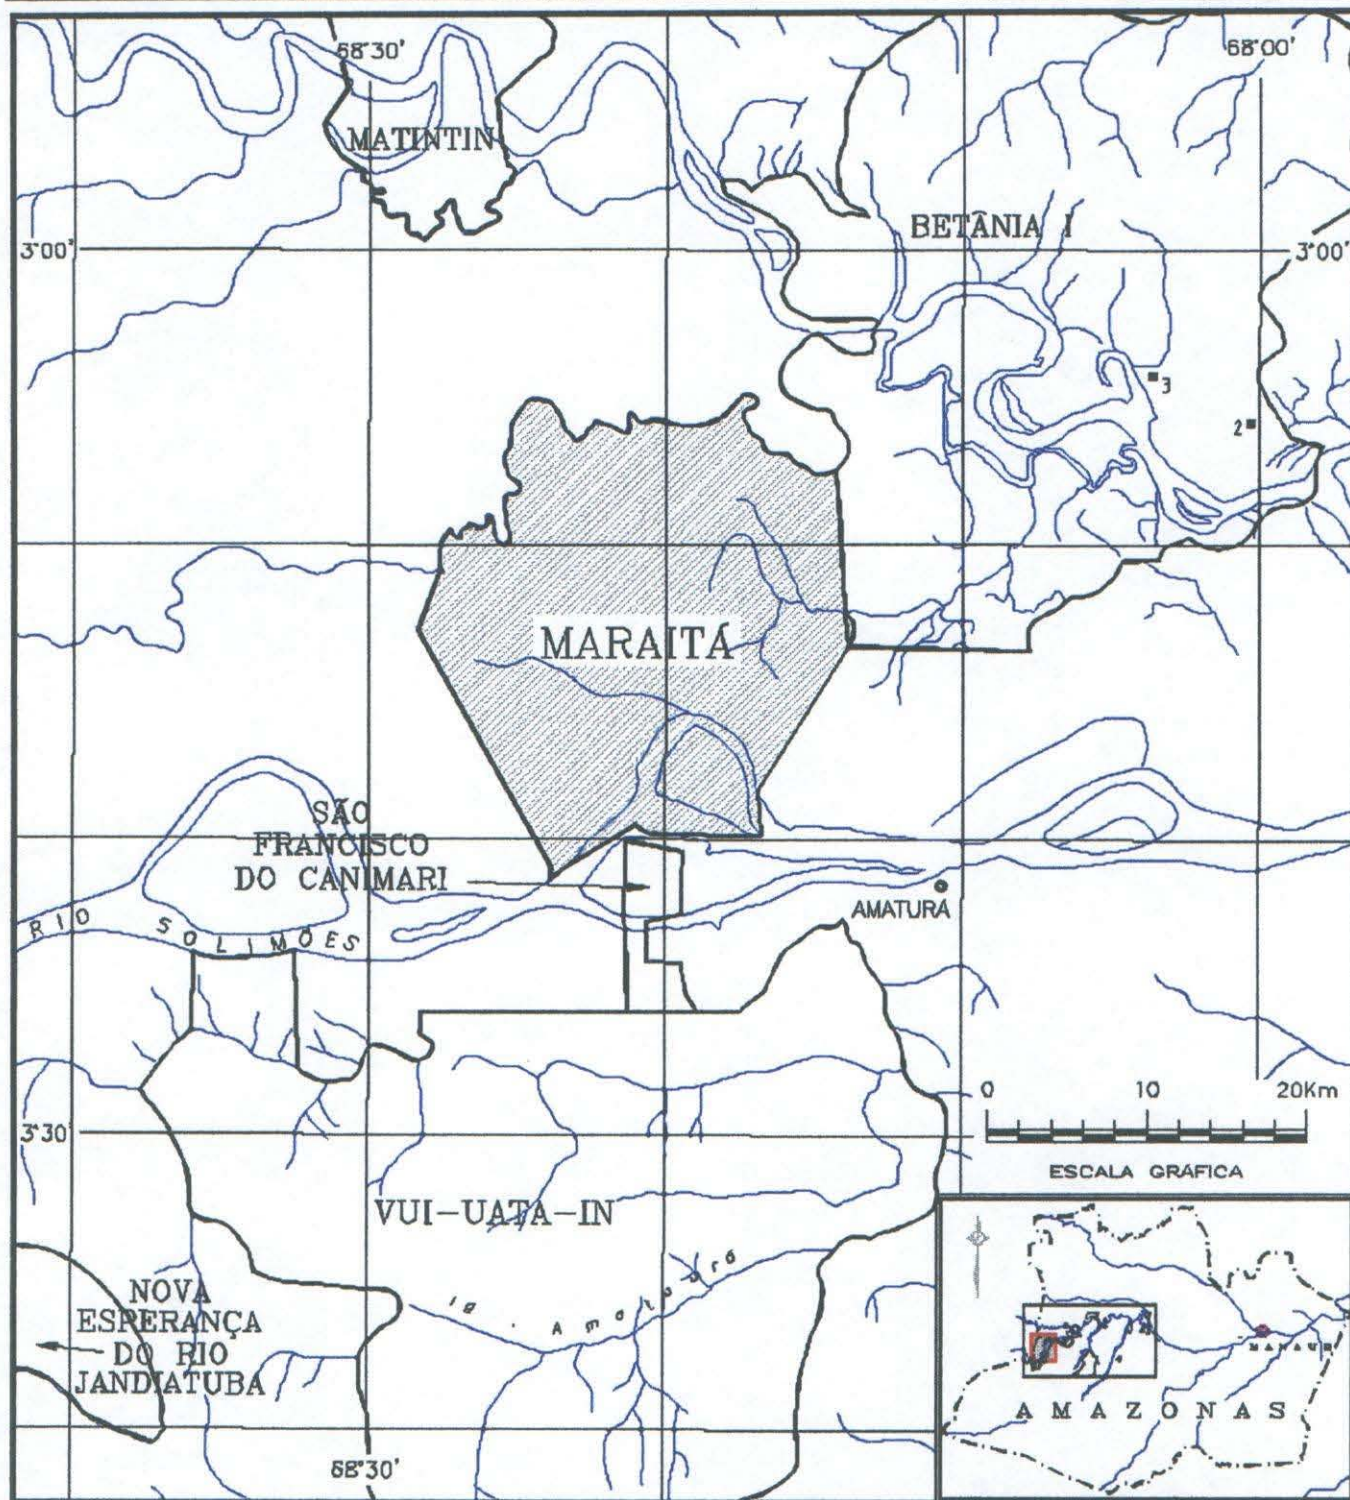 68°30'
68°00'
MATINTIN
BETÂNIA I
3°00'
3°00'
3
2
MARAITÁ
SÃO
FRANCISCO
DO CANIMARI
AMATURÁ
RIO SOLIMÕES
0 10 20Km
3°30'
ESCALA GRAFICA
VUI-UATA-IN
Ig. Amaturá
NOVA
ESPERANÇA
DO RIO
JANDIATUBA
MANAUS
AMAZONAS
68°30'